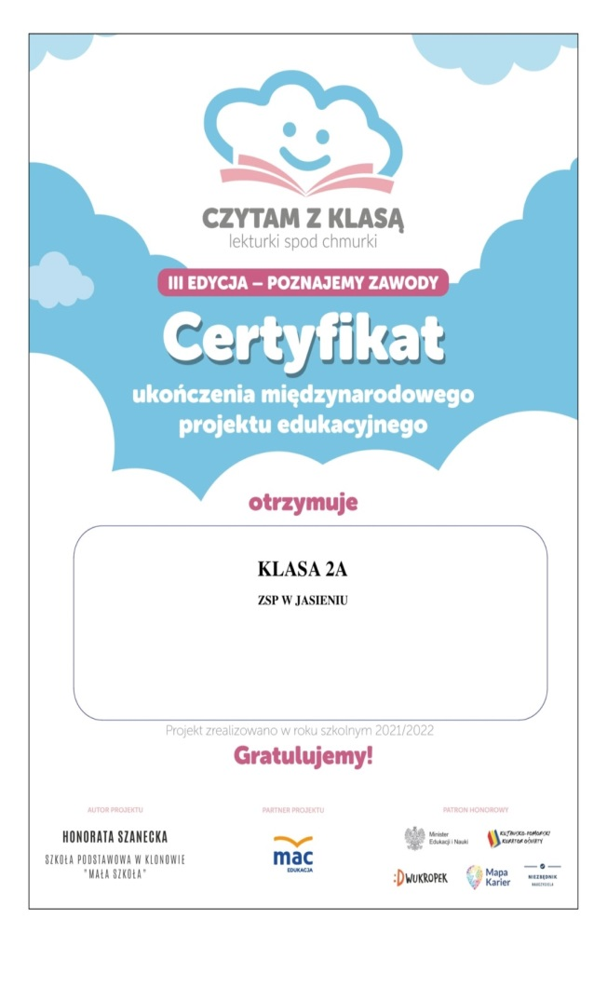 CZYTAM Z KLASĄ
lekturki spod chmurki
III EDYCJA – POZNAJEMY ZAWODY
Certyfikat
ukończenia międzynarodowego
projektu edukacyjnego
otrzymuje
KLASA 2A
ZSP W JASIENIU
Projekt zrealizowano w roku szkolnym 2021/2022
Gratulujemy!
AUTOR PROJEKTU
HONORATA SZANECKA
SZKOŁA PODSTAWOWA W KLONOWIE
"MAŁA SZKOŁA"
PARTNER PROJEKTU
mac
EDUKACJA
PATRON HONOROWY
Minister
Edukacji i Nauki
KUJAWSKO-POMORSKI
KURATOR OŚWIATY
:DWUKROPEK
Mapa
Karier
NIEZBĘDNIK
NAUCZYCIELA